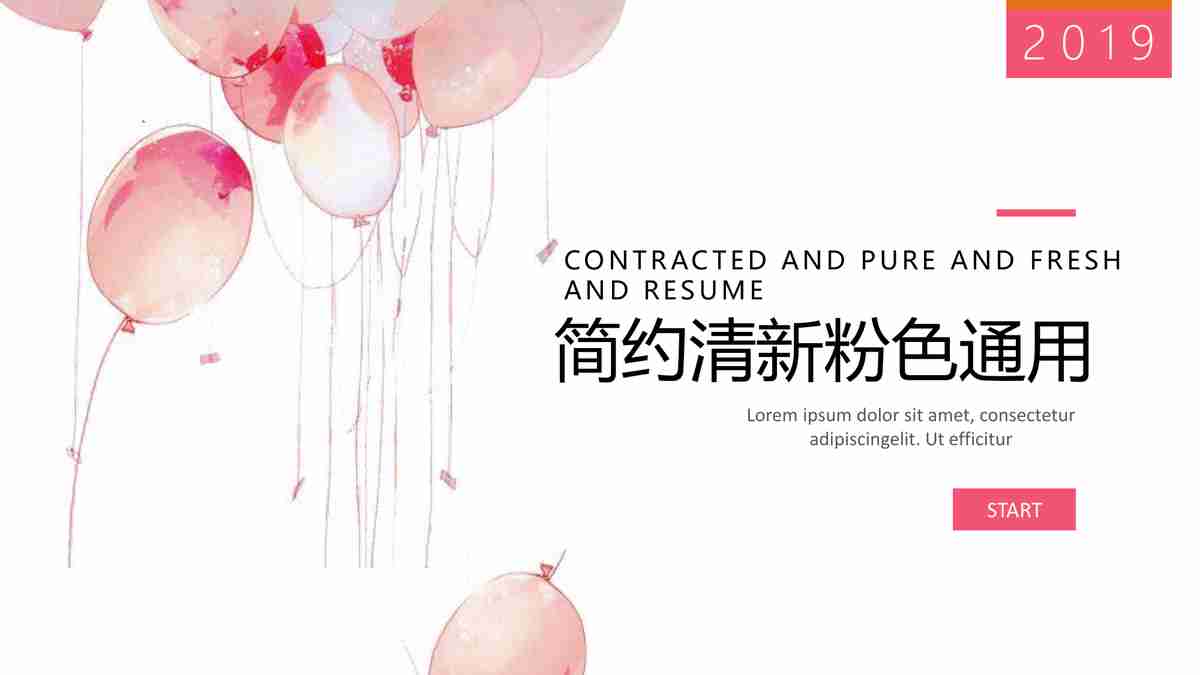 2019
CONTRACTED AND PURE AND FRESH
AND RESUME
简约清新粉色通用
Lorem ipsum dolor sit amet, consectetur
adipiscingelit. Ut efficitur
START